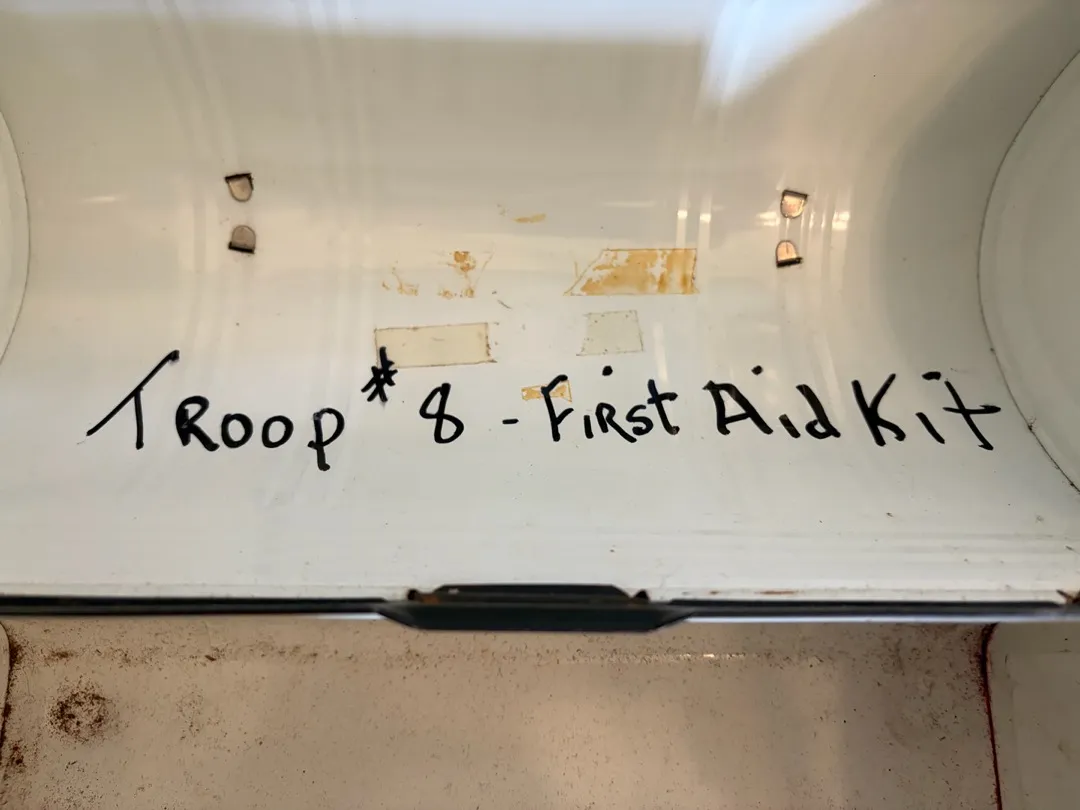 TROOP #8 - FiRst Aid Kit